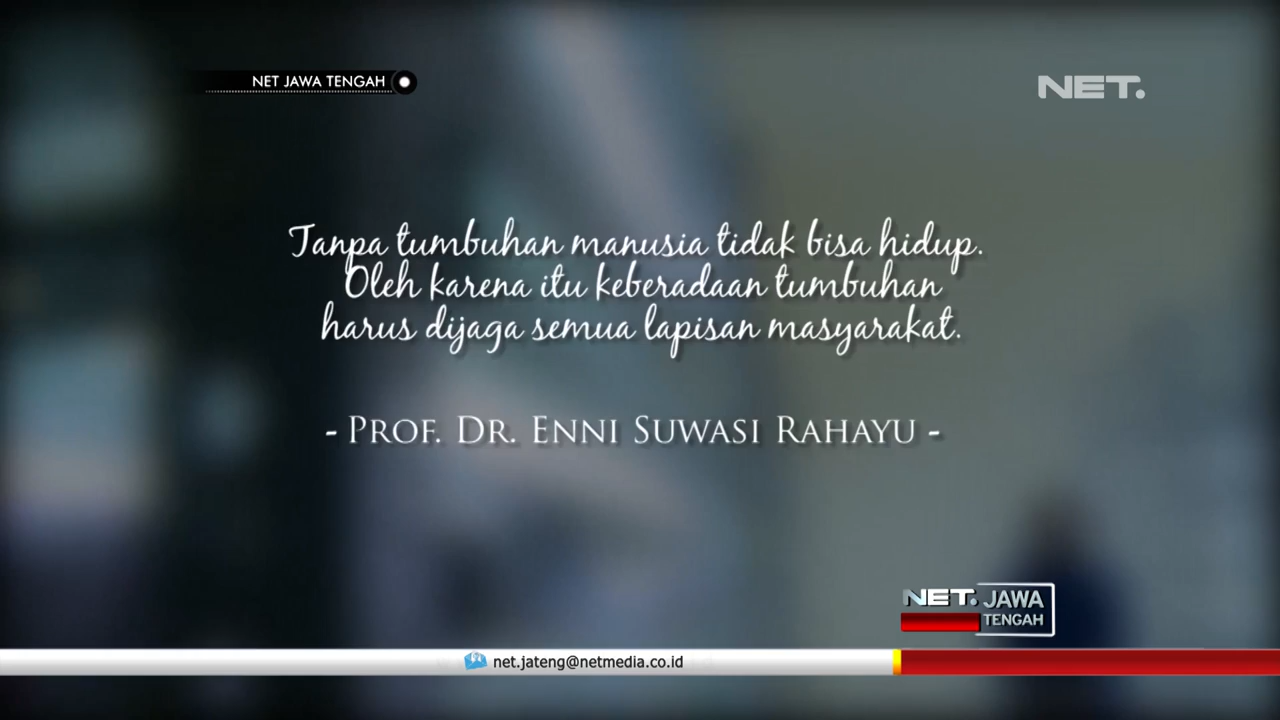 NET JAWA TENGAH
NET.
Tanpa tumbuhan manusia tidak bisa hidup.
Oleh karena itu keberadaan tumbuhan
harus dijaga semua lapisan masyarakat.
- PROF. DR. ENNI SUWASI RAHAYU -
NET. JAWA
TENGAH
net.jateng@netmedia.co.id